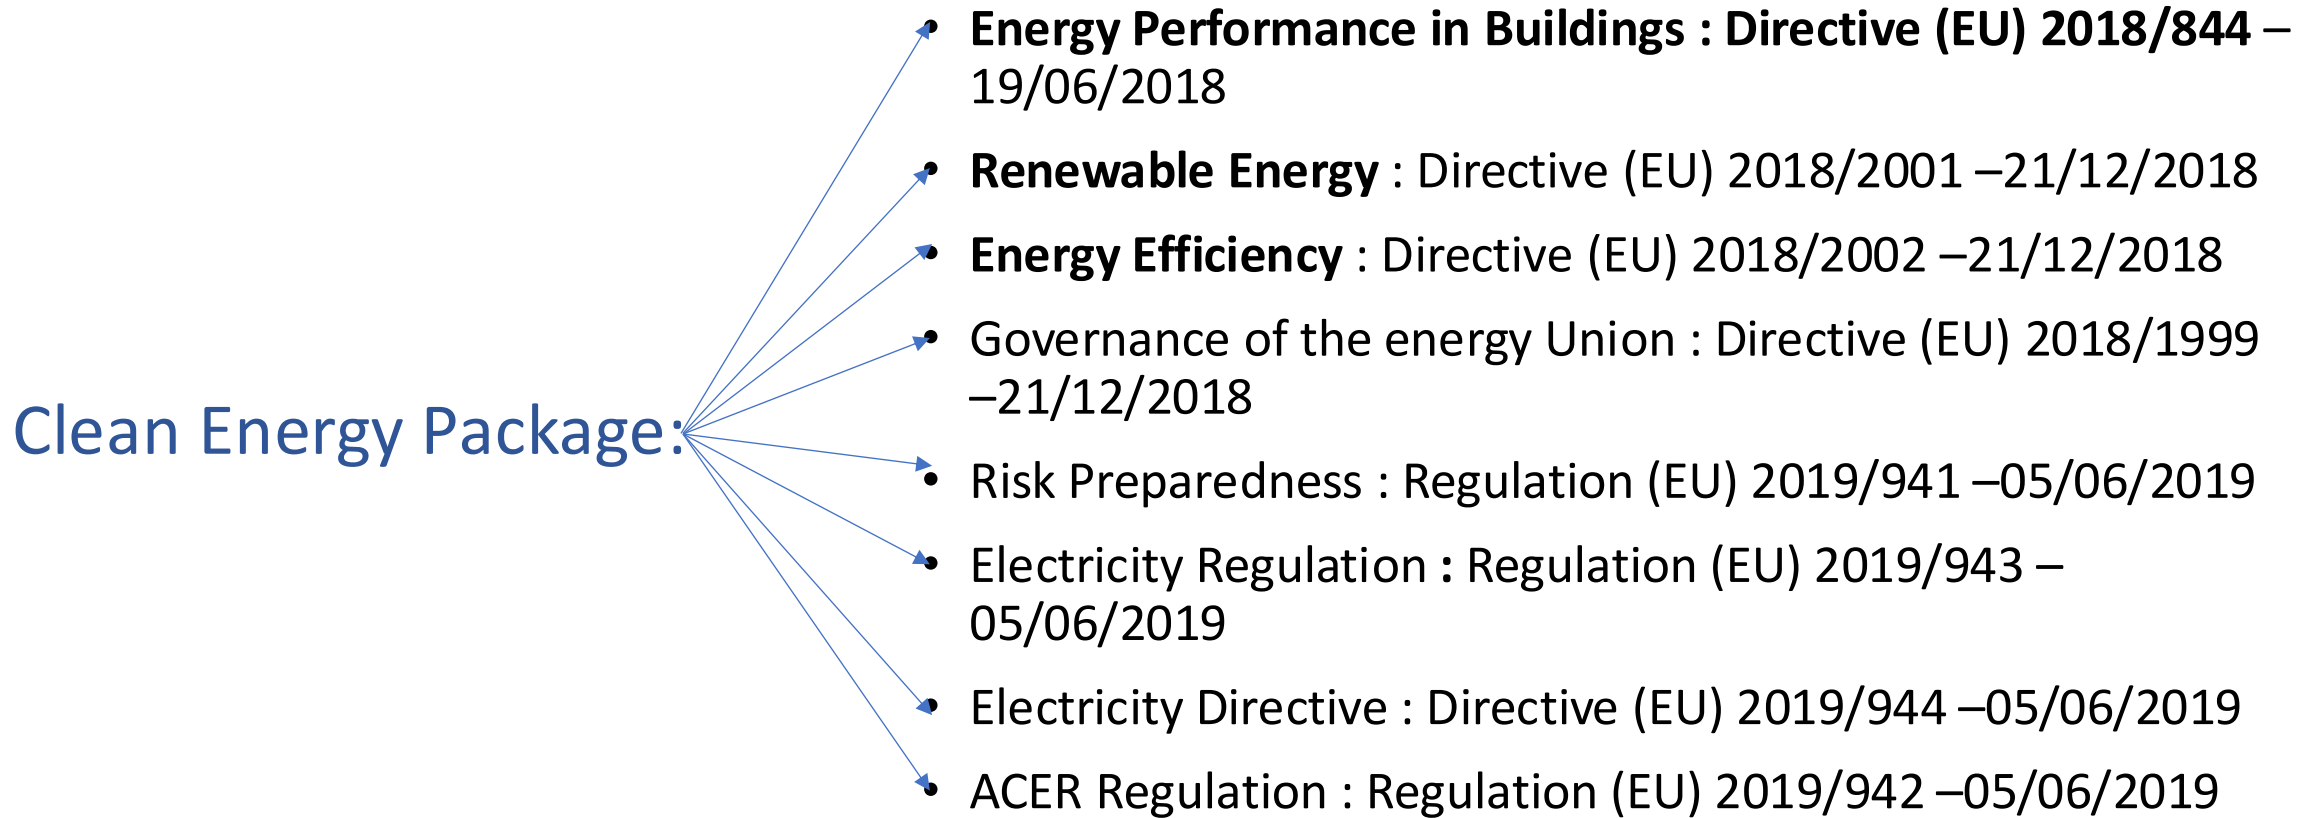 Clean Energy Package:
• Energy Performance in Buildings : Directive (EU) 2018/844 –
19/06/2018
• Renewable Energy : Directive (EU) 2018/2001 –21/12/2018
• Energy Efficiency : Directive (EU) 2018/2002 –21/12/2018
• Governance of the energy Union : Directive (EU) 2018/1999
–21/12/2018
• Risk Preparedness : Regulation (EU) 2019/941 –05/06/2019
• Electricity Regulation : Regulation (EU) 2019/943 –
05/06/2019
• Electricity Directive : Directive (EU) 2019/944 –05/06/2019
• ACER Regulation : Regulation (EU) 2019/942 –05/06/2019